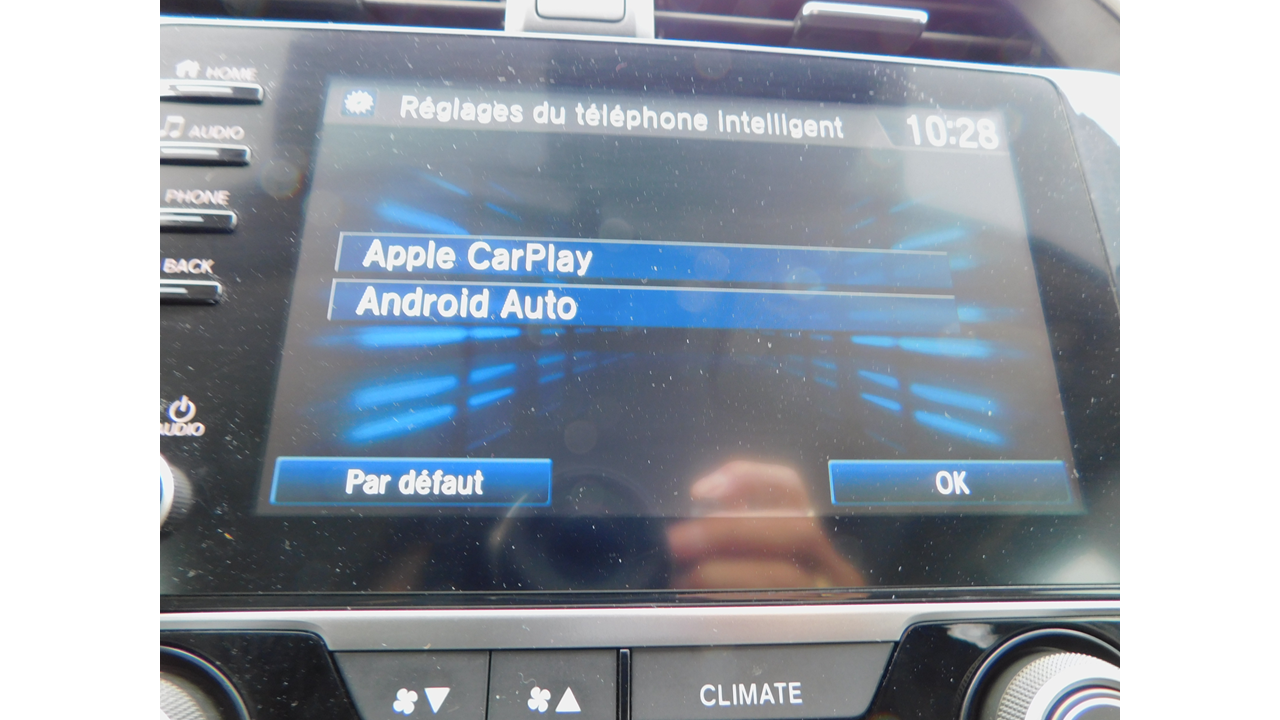 HOME
AUDIO
PHONE
BACK
AUDIO
Réglages du téléphone intelligent
10:28
Apple CarPlay
Android Auto
Par défaut
OK
CLIMATE